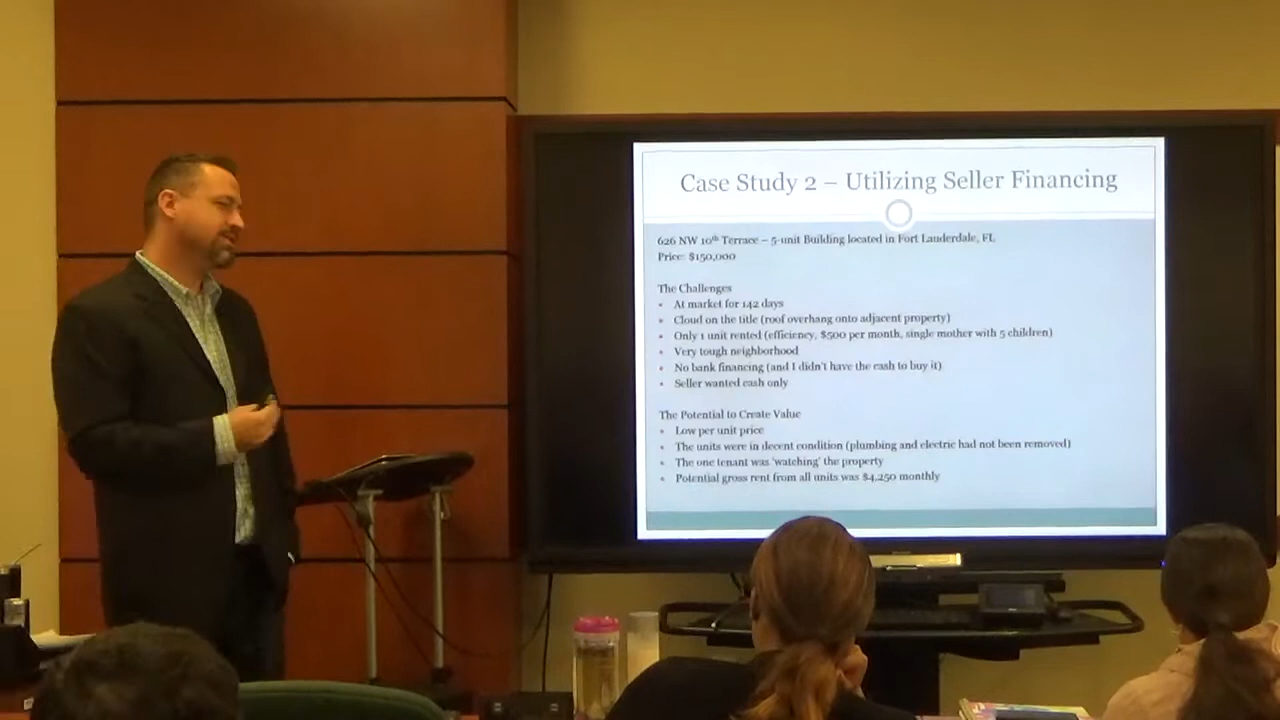 Case Study 2 – Utilizing Seller Financing
626 NW 10th Terrace – 5-unit Building located in Fort Lauderdale, FL
Price: $150,000
The Challenges
• At market for 142 days
• Cloud on the title (roof overhang onto adjacent property)
• Only 1 unit rented (efficiency, $500 per month, single mother with 5 children)
• Very tough neighborhood
• No bank financing (and I didn't have the cash to buy it)
• Seller wanted cash only
The Potential to Create Value
• Low per unit price
• The units were in decent condition (plumbing and electric had not been removed)
• The one tenant was 'watching' the property
• Potential gross rent from all units was $4,250 monthly